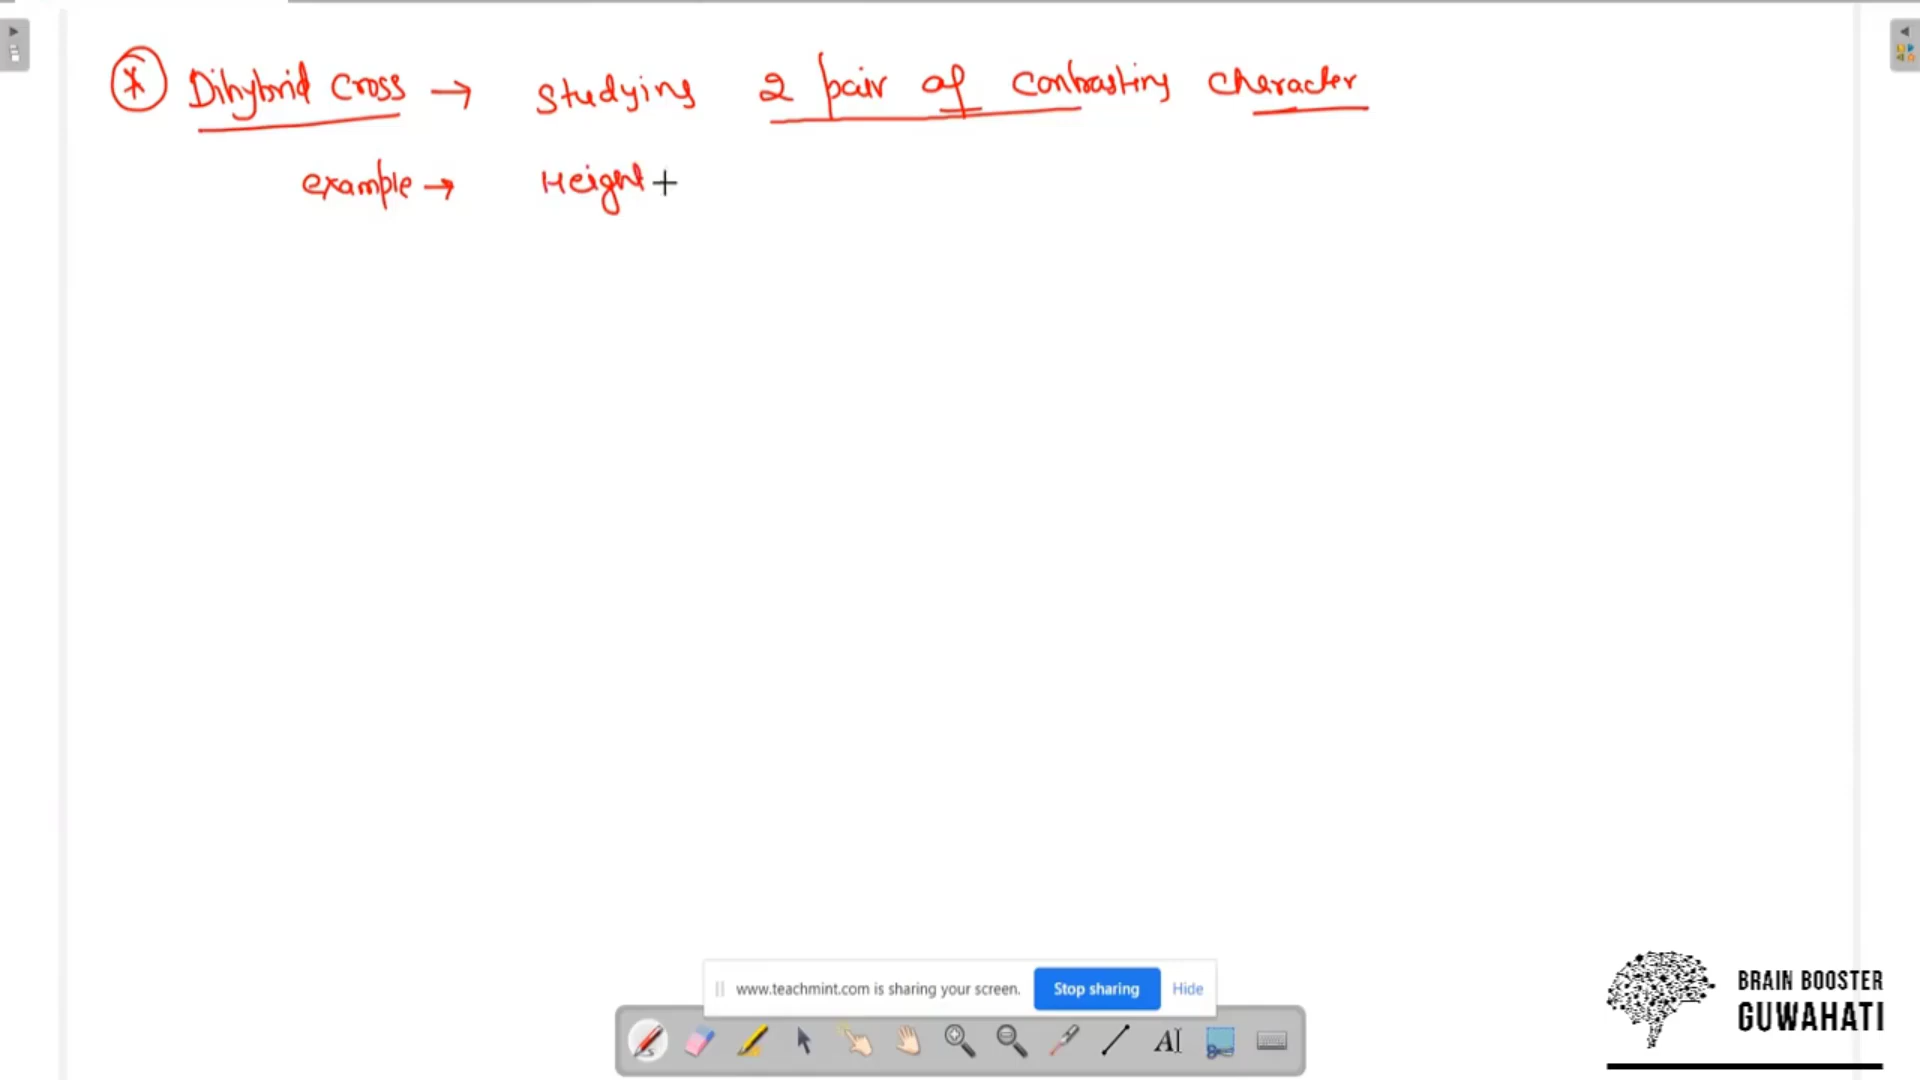 * Dihybrid cross → Studying 2 pair of contrasting character
example → Height +
www.teachmint.com is sharing your screen. Stop sharing Hide
A
BRAIN BOOSTER
GUWAHATI